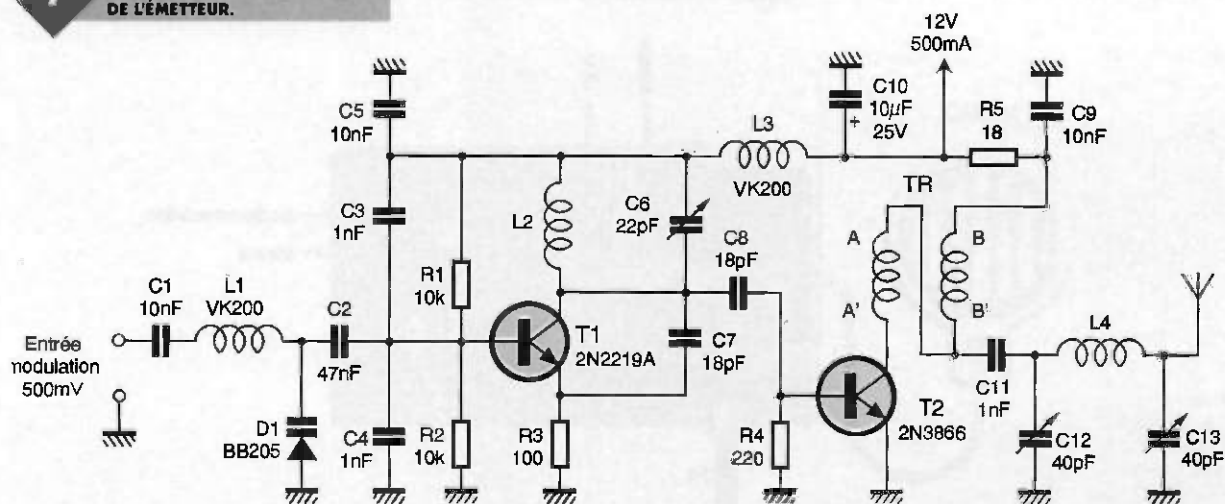 DE L'ÉMETTEUR.
12V
500mA
C5
10nF
C10
10µF
25V
+
R5
18
C9
10nF
L3
VK200
TR
C3
1nF
L2
C6
22pF
C8
18pF
A
B
A'
B'
R1
10k
C1
10nF
L1
VK200
C2
47nF
T1
2N2219A
C7
18pF
L4
Entrée
modulation
500mV
C11
1nF
D1
BB205
C4
1nF
R2
10k
R3
100
R4
220
T2
2N3866
C12
40pF
C13
40pF